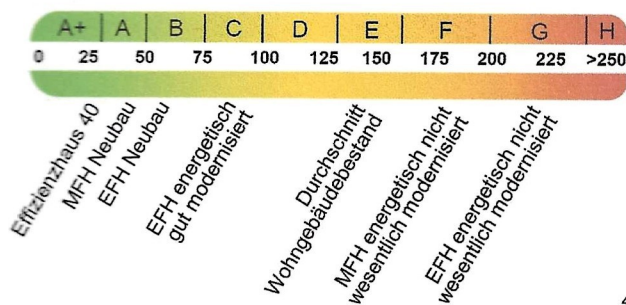 A+ A B C D E F G H
0 25 50 75 100 125 150 175 200 225 >250
Effizienzhaus 40
MFH Neubau
EFH Neubau
EFH energetisch
gut modernisiert
Durchschnitt
Wohngebäudebestand
MFH energetisch nicht
wesentlich modernisiert
EFH energetisch nicht
wesentlich modernisiert